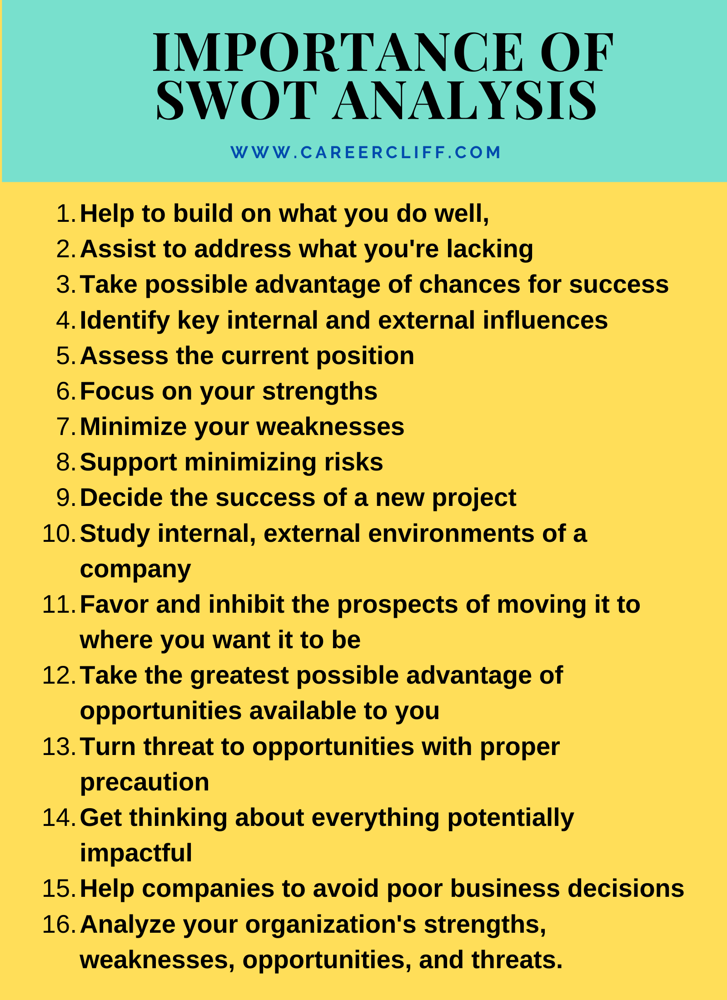 IMPORTANCE OF
SWOT ANALYSIS
WWW.CAREERCLIFF.COM
1. Help to build on what you do well,
2. Assist to address what you're lacking
3. Take possible advantage of chances for success
4. Identify key internal and external influences
5. Assess the current position
6. Focus on your strengths
7. Minimize your weaknesses
8. Support minimizing risks
9. Decide the success of a new project
10. Study internal, external environments of a
company
11. Favor and inhibit the prospects of moving it to
where you want it to be
12. Take the greatest possible advantage of
opportunities available to you
13. Turn threat to opportunities with proper
precaution
14. Get thinking about everything potentially
impactful
15. Help companies to avoid poor business decisions
16. Analyze your organization's strengths,
weaknesses, opportunities, and threats.